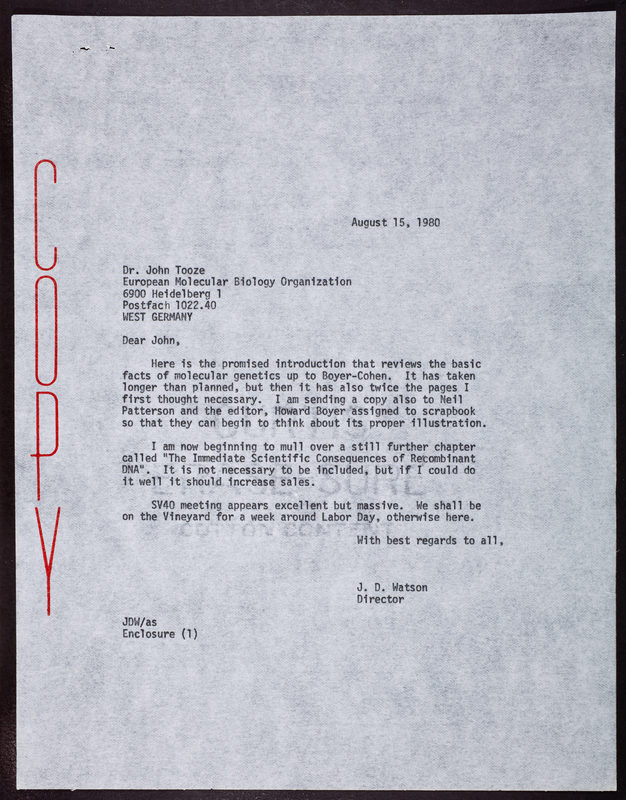 COPY
August 15, 1980
Dr. John Tooze
European Molecular Biology Organization
6900 Heidelberg 1
Postfach 1022.40
WEST GERMANY
Dear John,
Here is the promised introduction that reviews the basic
facts of molecular genetics up to Boyer-Cohen. It has taken
longer than planned, but then it has also twice the pages I
first thought necessary. I am sending a copy also to Neil
Patterson and the editor, Howard Boyer assigned to scrapbook
so that they can begin to think about its proper illustration.
I am now beginning to mull over a still further chapter
called "The Immediate Scientific Consequences of Recombinant
DNA". It is not necessary to be included, but if I could do
it well it should increase sales.
SV40 meeting appears excellent but massive. We shall be
on the Vineyard for a week around Labor Day, otherwise here.
With best regards to all,
J. D. Watson
Director
JDW/as
Enclosure (1)